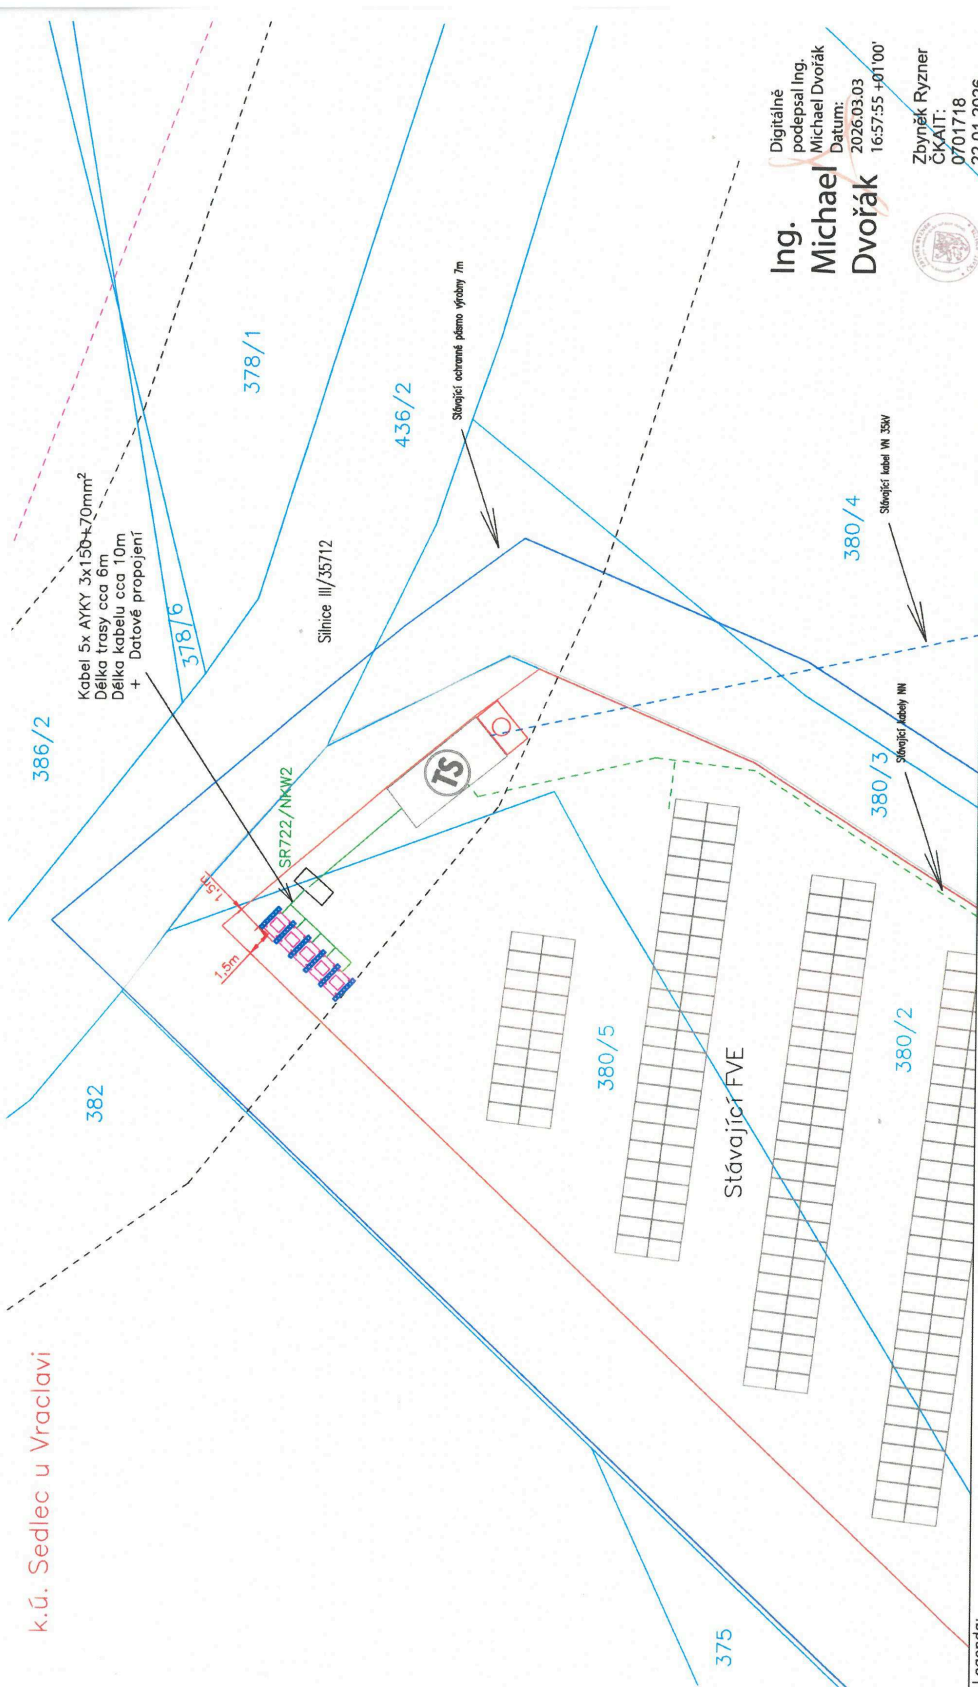 k.ú. Sedlec u Vraclavi
386/2
Kabel 5x AYKY 3x150+70mm²
Délka trasy cca 6m
Délka kabelu cca 10m
+ Datové propojení
378/6
378/1
382
1,5m
1,5m
SR722/NKW2
Silnice III/35712
436/2
Stávající ochranné pásmo výrobny 7m
TS
380/5
Stávající FVE
375
380/2
380/3
Stávající kabely NN
380/4
Stávající kabel VN 35kV
Ing.
Michael
Dvořák
Digitálně
podepsal Ing.
Michael Dvořák
Datum:
2026.03.03
16:57:55 +01'00'
Zbyněk Ryzner
ČKAIT:
0701718